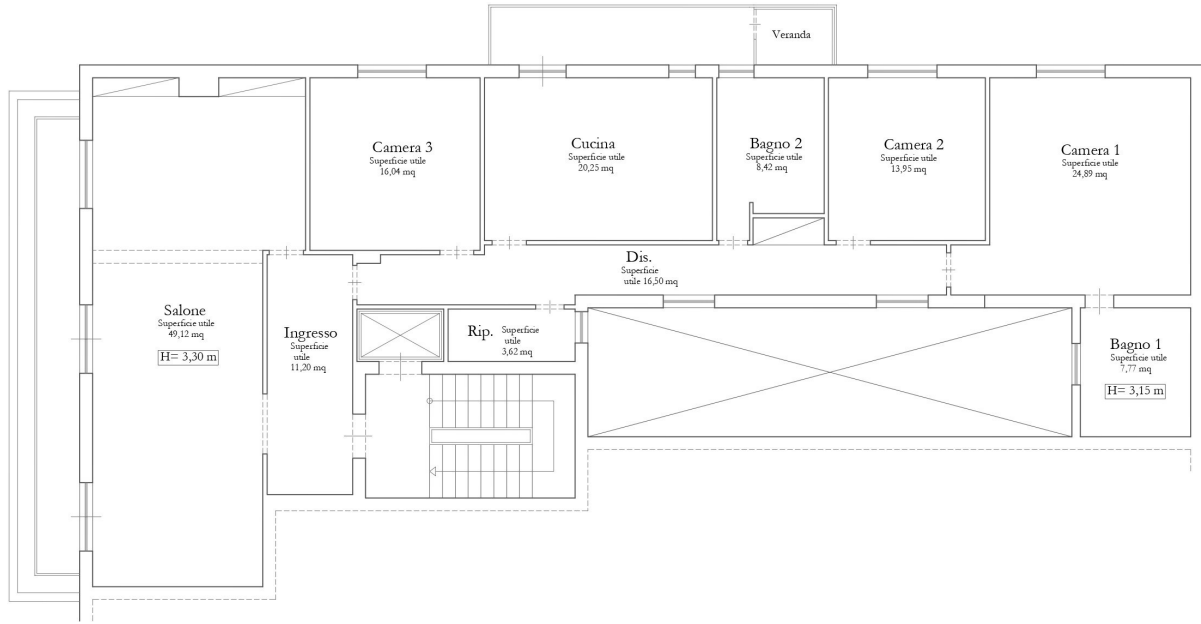 Veranda
Camera 3
Superficie utile
16,04 mq
Cucina
Superficie utile
20,25 mq
Bagno 2
Superficie utile
8,42 mq
Camera 2
Superficie utile
13,95 mq
Camera 1
Superficie utile
24,89 mq
Dis.
Superficie
utile 16,50 mq
Salone
Superficie utile
49,12 mq
H= 3,30 m
Ingresso
Superficie
utile
11,20 mq
Rip. Superficie
utile
3,62 mq
Bagno 1
Superficie utile
7,77 mq
H= 3,15 m